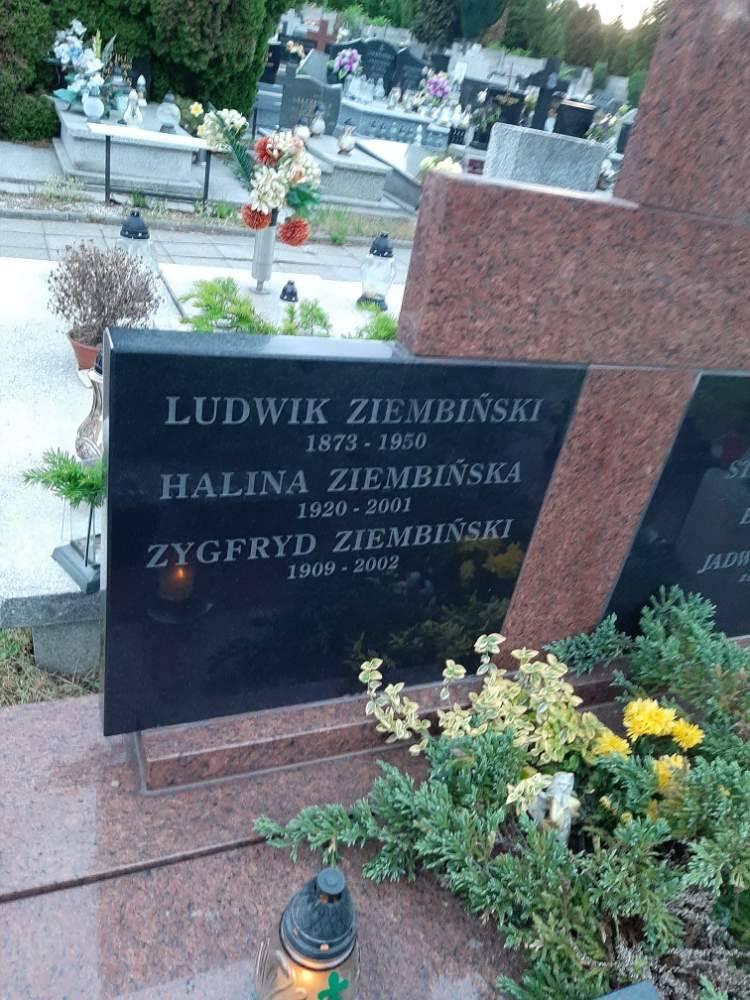 LUDWIK ZIEMBIŃSKI
1873 - 1950
HALINA ZIEMBIŃSKA
1920 - 2001
ZYGFRYD ZIEMBIŃSKI
1909 - 2002